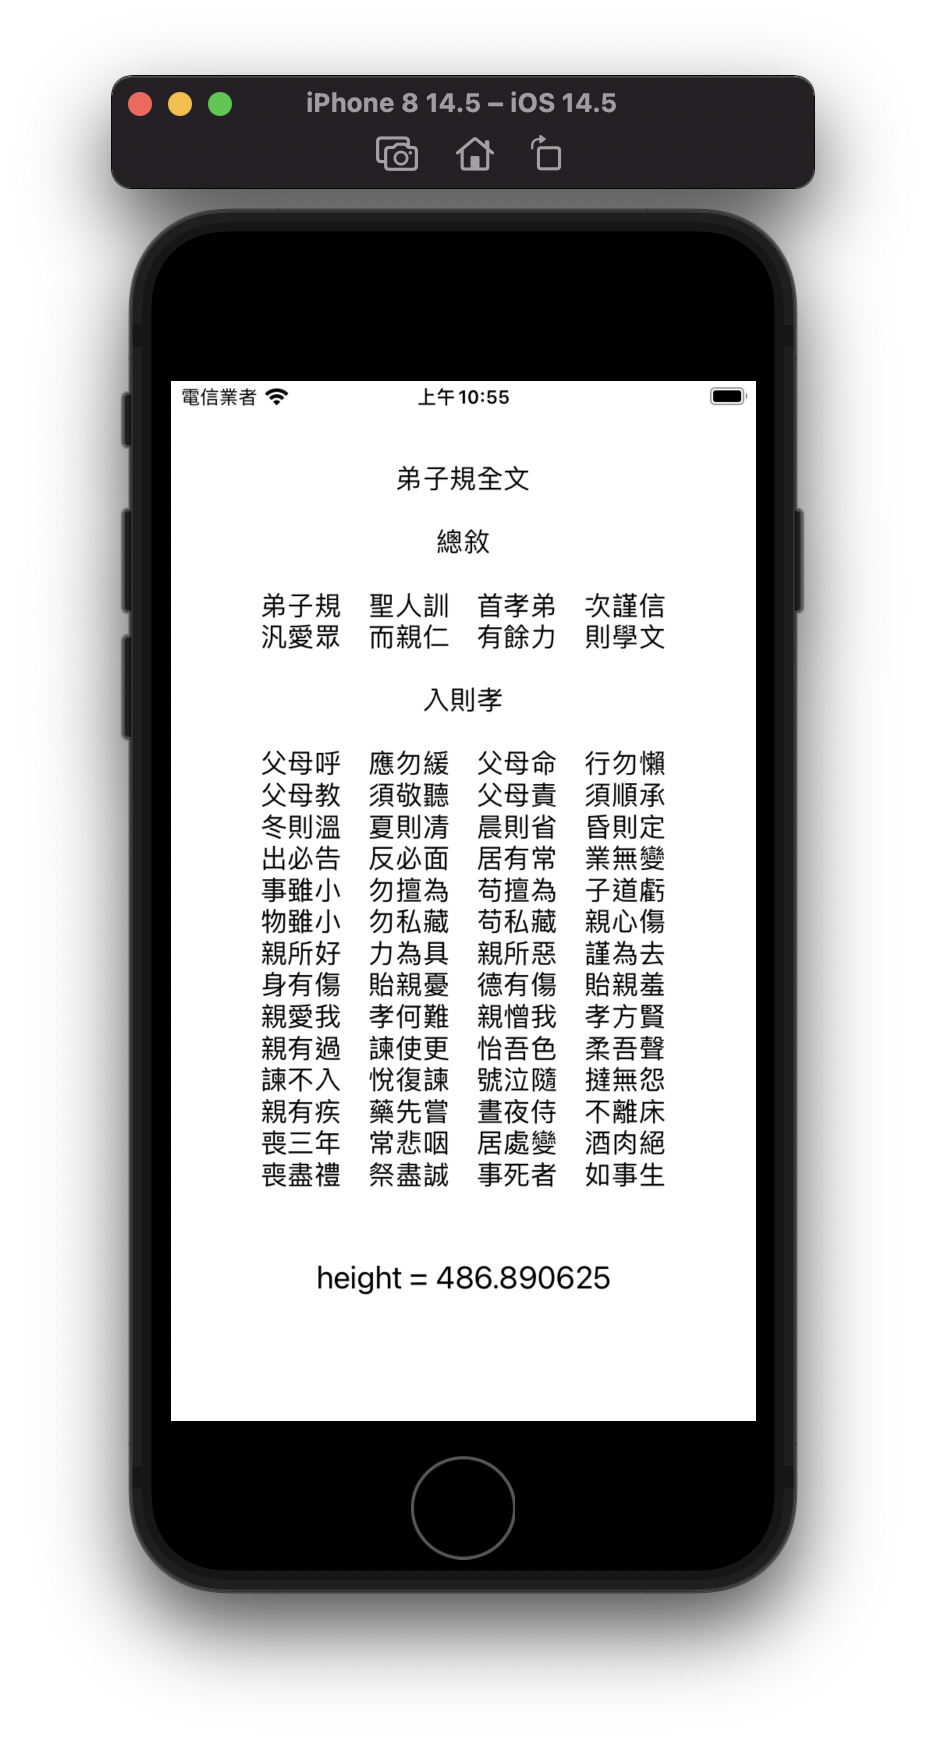 iPhone 8 14.5 – iOS 14.5
電信業者 上午10:55
弟子規全文
總敘
弟子規 聖人訓 首孝弟 次謹信
汎愛眾 而親仁 有餘力 則學文
入則孝
父母呼 應勿緩 父母命 行勿懶
父母教 須敬聽 父母責 須順承
冬則溫 夏則凊 晨則省 昏則定
出必告 反必面 居有常 業無變
事雖小 勿擅為 苟擅為 子道虧
物雖小 勿私藏 苟私藏 親心傷
親所好 力為具 親所惡 謹為去
身有傷 貽親憂 德有傷 貽親羞
親愛我 孝何難 親憎我 孝方賢
親有過 諫使更 怡吾色 柔吾聲
諫不入 悅復諫 號泣隨 撻無怨
親有疾 藥先嘗 晝夜侍 不離床
喪三年 常悲咽 居處變 酒肉絕
喪盡禮 祭盡誠 事死者 如事生
height = 486.890625